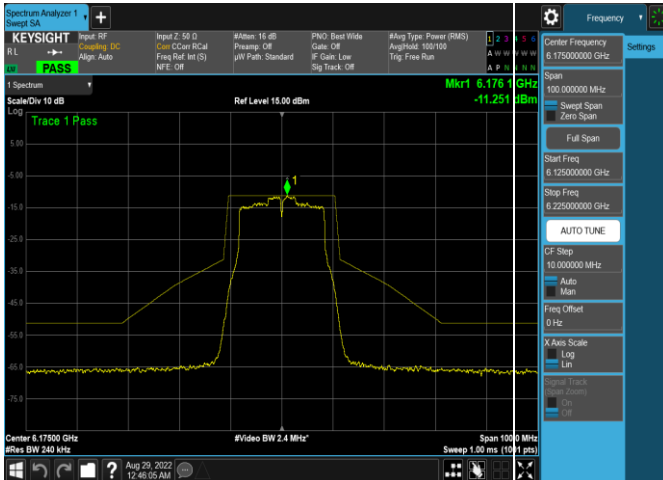 Spectrum Analyzer 1
Swept SA
KEYSIGHT
RL
LV
PASS
Input: RF
Coupling: DC
Align: Auto
Input Z: 50 Ω
Corr CCorr RCal
Freq Ref: Int (S)
NFE: Off
#Atten: 16 dB
Preamp: Off
µW Path: Standard
PNO: Best Wide
Gate: Off
IF Gain: Low
Sig Track: Off
#Avg Type: Power (RMS)
Avg|Hold: 100/100
Trig: Free Run
1 2 3 4 5 6
A W W W W W
A P N N N N
1 Spectrum
Scale/Div 10 dB
Ref Level 15.00 dBm
Mkr1 6.176 1 GHz
-11.251 dBm
Log
Trace 1 Pass
1
5.00
-5.00
-15.0
-25.0
-35.0
-45.0
-55.0
-65.0
-75.0
Center 6.17500 GHz
#Video BW 2.4 MHz*
Span 100.0 MHz
#Res BW 240 kHz
Sweep 1.00 ms (1001 pts)
?
Aug 29, 2022
12:46:05 AM
Frequency
Settings
Center Frequency
6.175000000 GHz
Span
100.000000 MHz
Swept Span
Zero Span
Full Span
Start Freq
6.125000000 GHz
Stop Freq
6.225000000 GHz
AUTO TUNE
CF Step
10.000000 MHz
Auto
Man
Freq Offset
0 Hz
X Axis Scale
Log
Lin
Signal Track
(Span Zoom)
On
Off